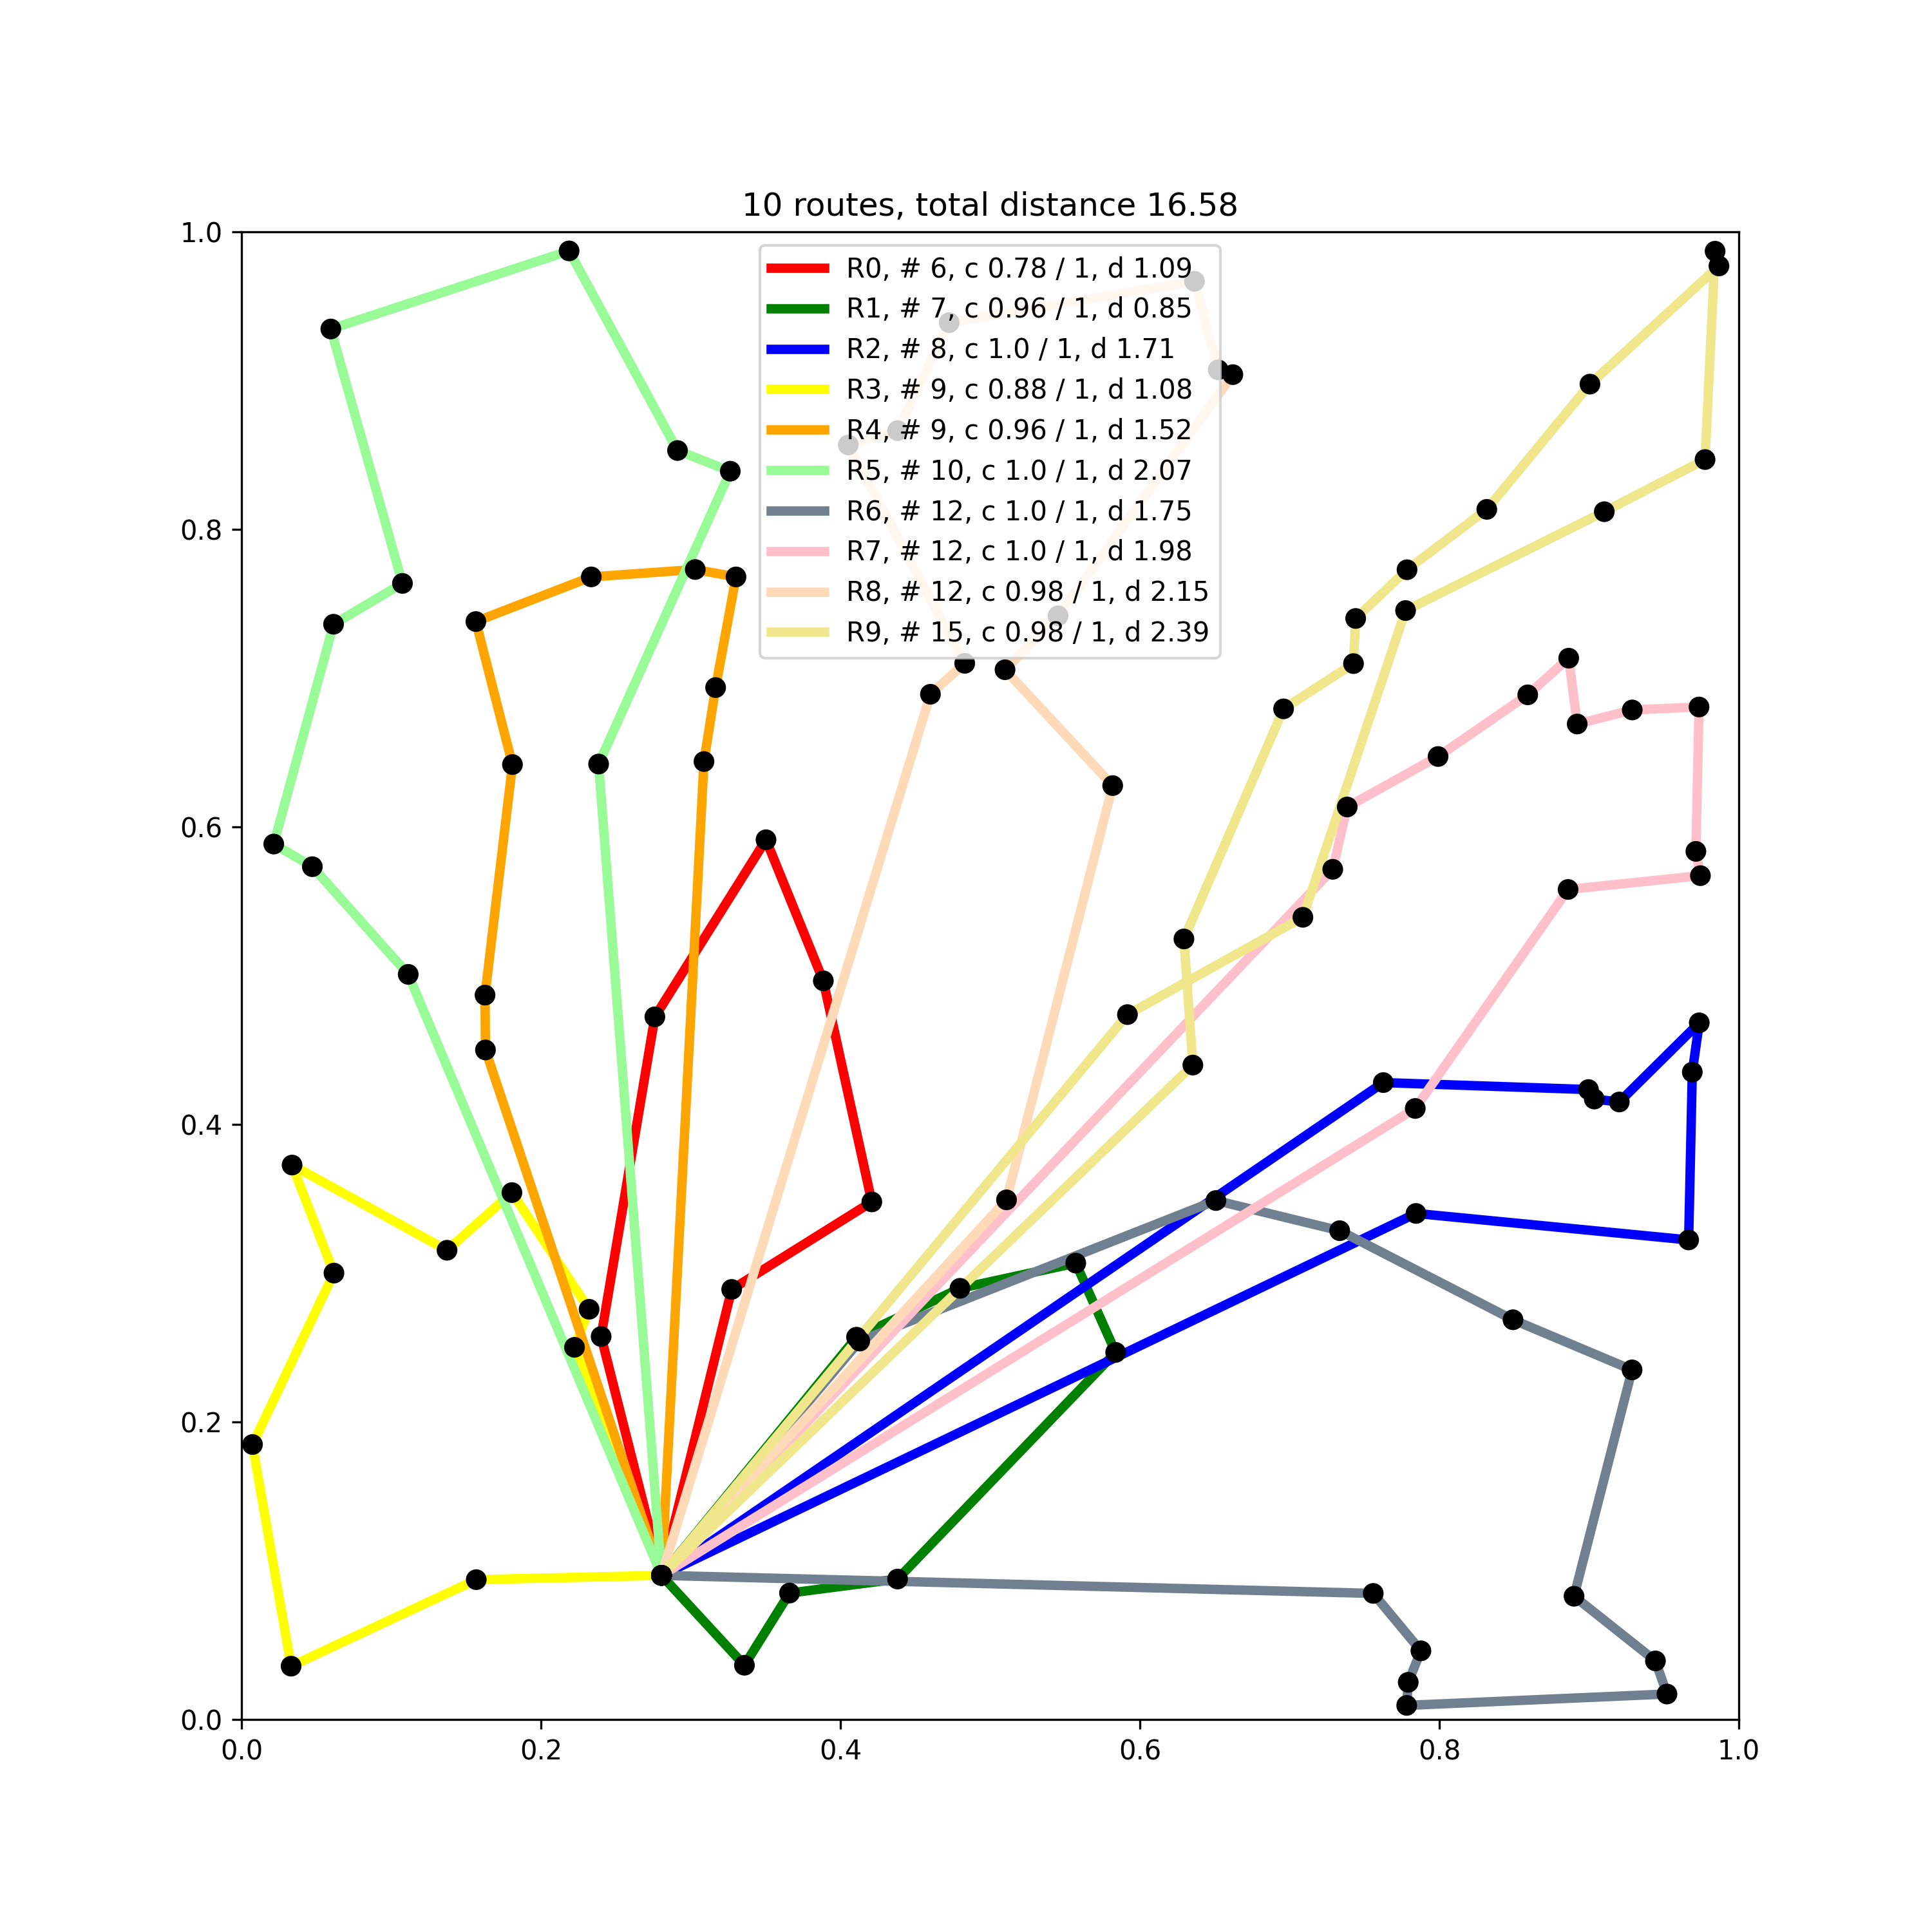 10 routes, total distance 16.58
1.0
0.8
0.6
0.4
0.2
0.0
R0, # 6, c 0.78 / 1, d 1.09
R1, # 7, c 0.96 / 1, d 0.85
R2, # 8, c 1.0 / 1, d 1.71
R3, # 9, c 0.88 / 1, d 1.08
R4, # 9, c 0.96 / 1, d 1.52
R5, # 10, c 1.0 / 1, d 2.07
R6, # 12, c 1.0 / 1, d 1.75
R7, # 12, c 1.0 / 1, d 1.98
R8, # 12, c 0.98 / 1, d 2.15
R9, # 15, c 0.98 / 1, d 2.39
0.0 0.2 0.4 0.6 0.8 1.0